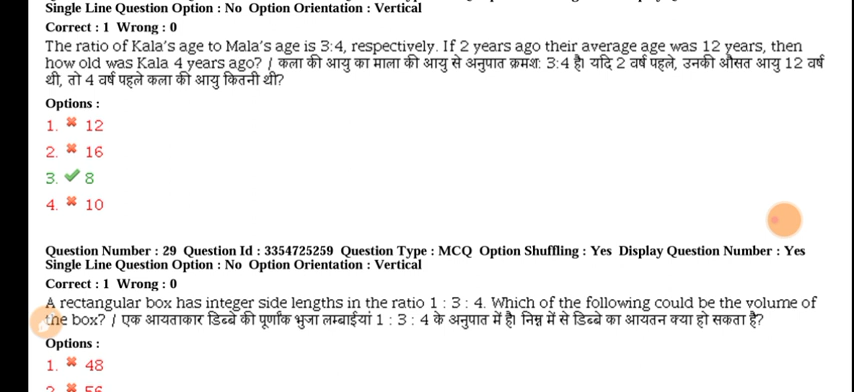 Single Line Question Option : No Option Orientation : Vertical
Correct : 1 Wrong : 0
The ratio of Kala's age to Mala's age is 3:4, respectively. If 2 years ago their average age was 12 years, then
how old was Kala 4 years ago? / कला की आयु का माला की आयु से अनुपात क्रमश: 3:4 है। यदि 2 वर्ष पहले, उनकी औसत आयु 12 वर्ष
थी, तो 4 वर्ष पहले कला की आयु कितनी थी?
Options :
1. 12
2. 16
3. 8
4. 10
Question Number : 29 Question Id : 3354725259 Question Type : MCQ Option Shuffling : Yes Display Question Number : Yes
Single Line Question Option : No Option Orientation : Vertical
Correct : 1 Wrong : 0
A rectangular box has integer side lengths in the ratio 1 : 3 : 4. Which of the following could be the volume of
the box? / एक आयताकार डिब्बे की पूर्णांक भुजा लम्बाईयां 1 : 3 : 4 के अनुपात में है। निम्न में से डिब्बे का आयतन क्या हो सकता है?
Options :
1. 48
2. 56